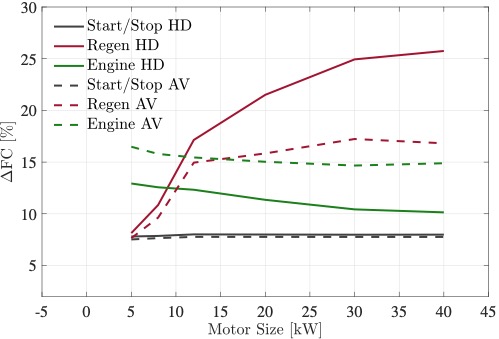 30
25
20
15
10
5
ΔFC [%]
Start/Stop HD
Regen HD
Engine HD
Start/Stop AV
Regen AV
Engine AV
-5 0 5 10 15 20 25 30 35 40 45
Motor Size [kW]